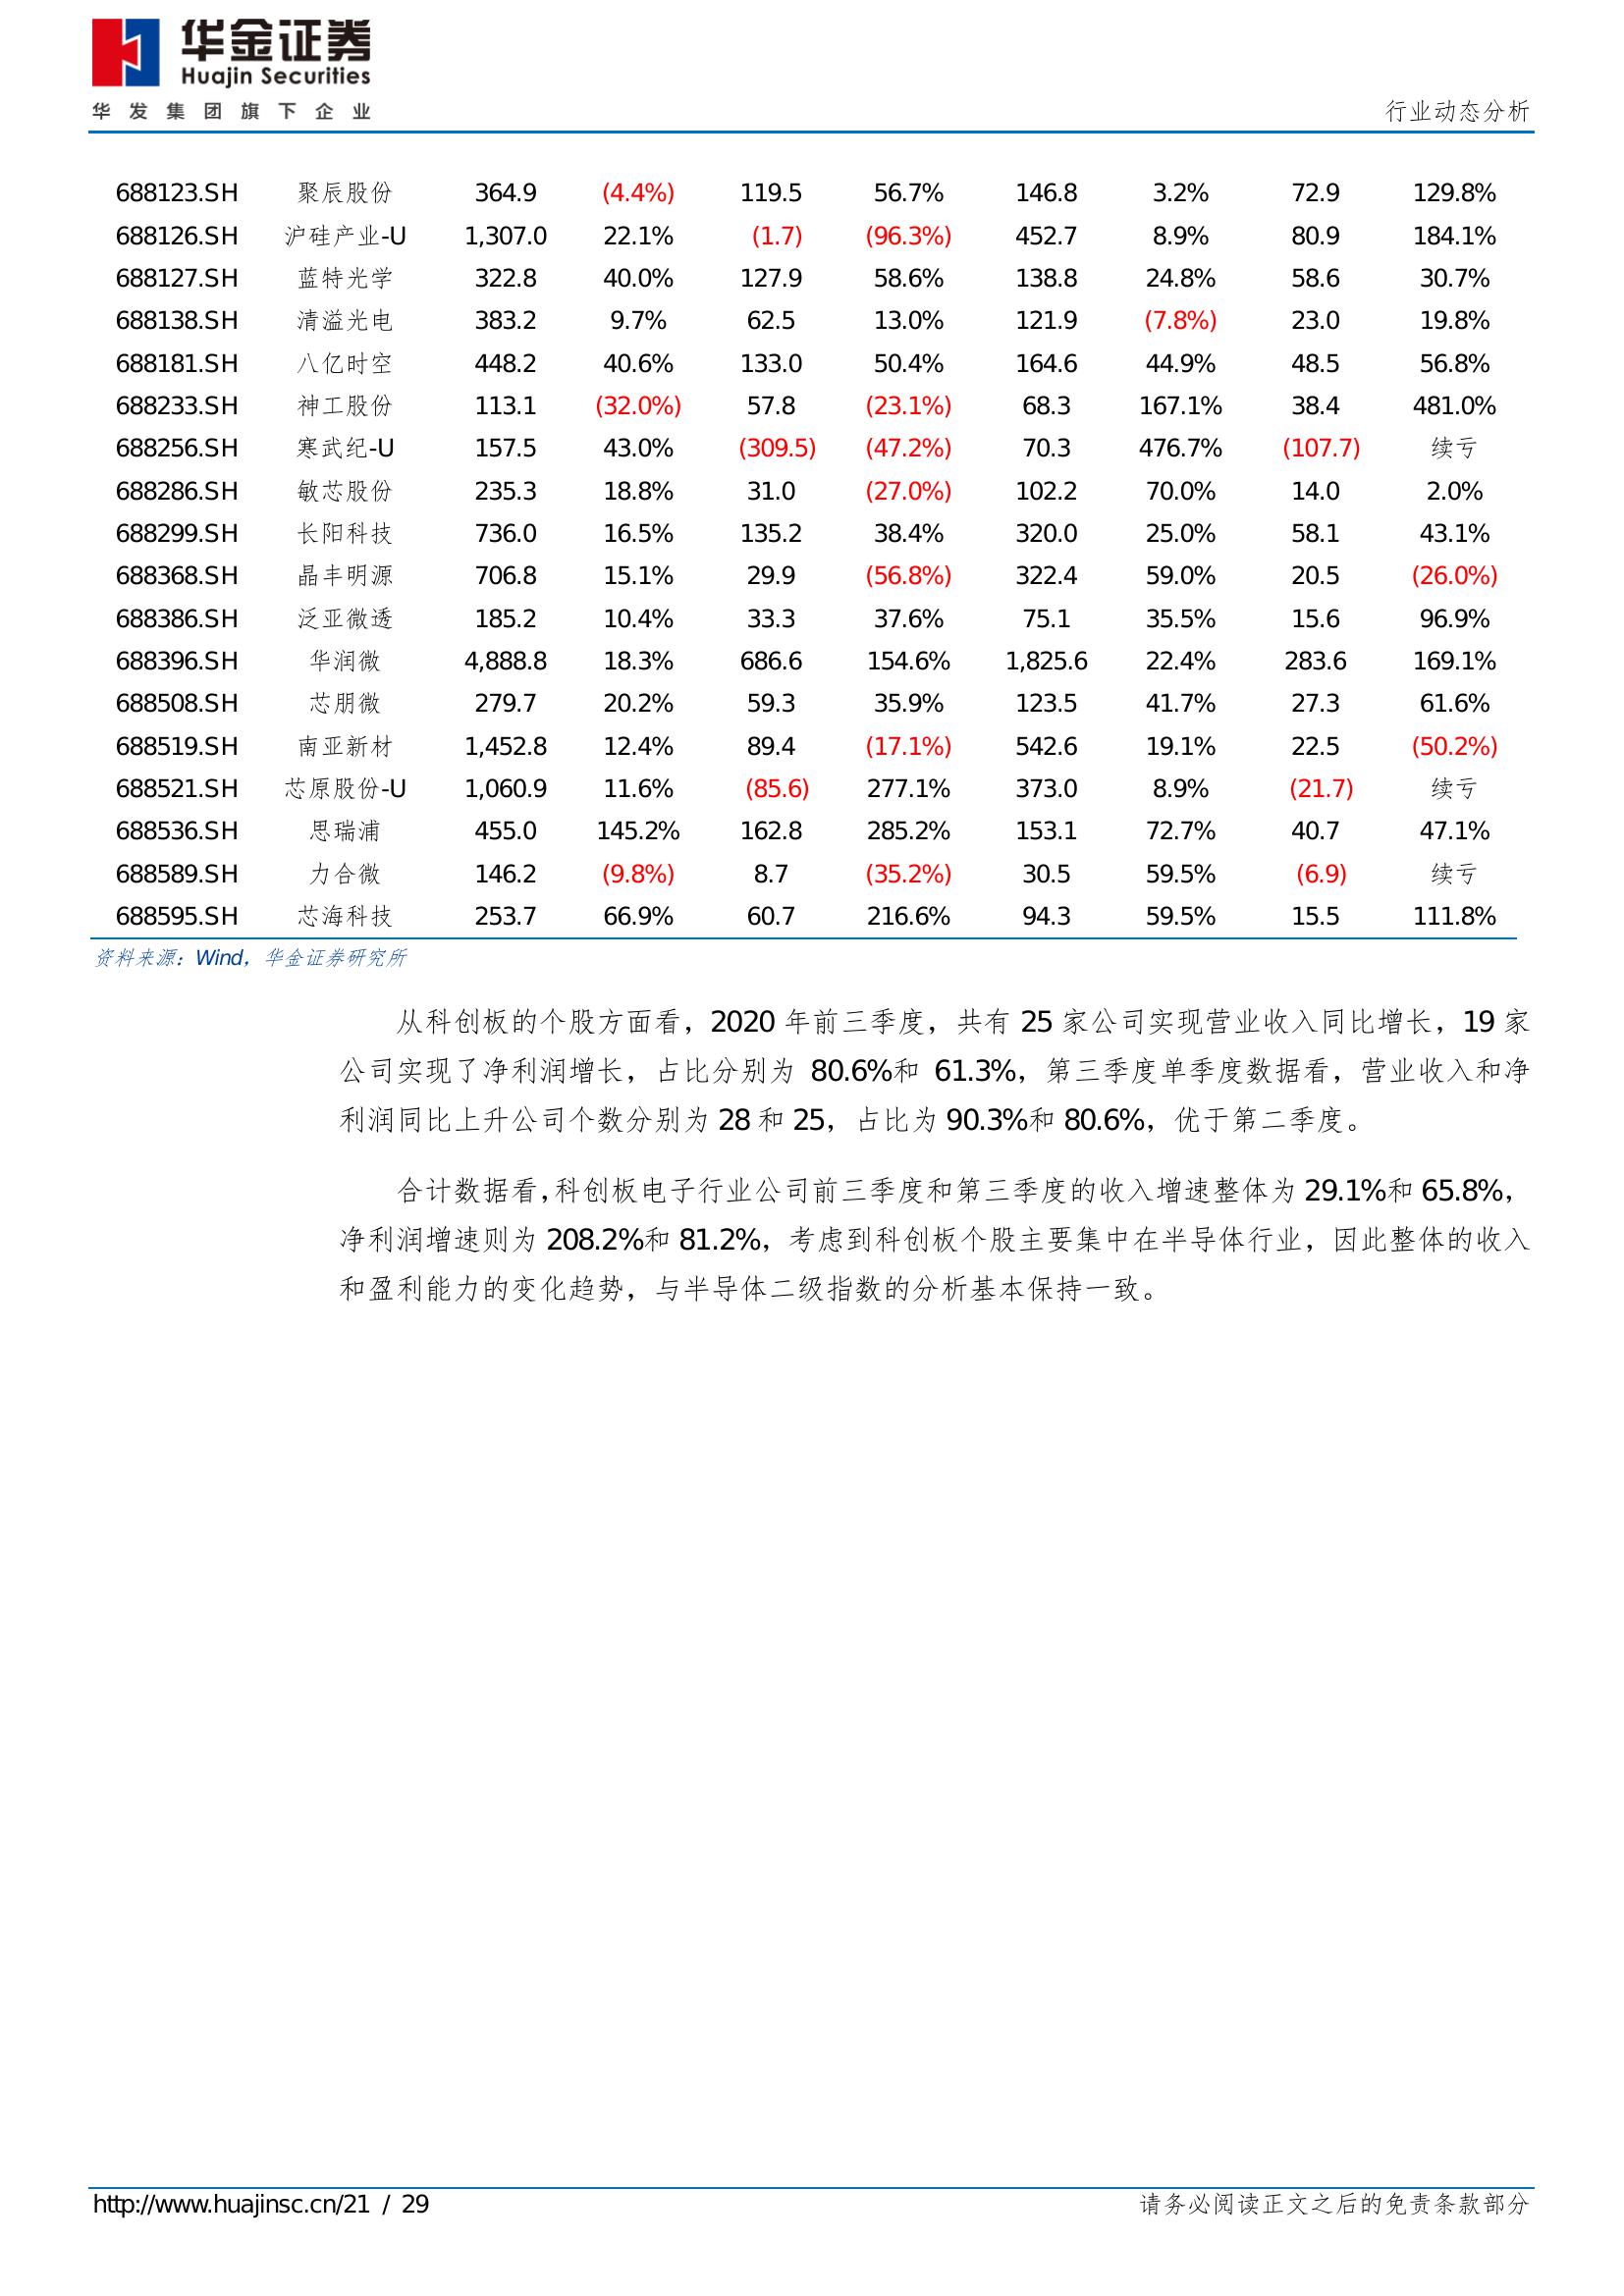 华金证券
Huajin Securities
华发集团旗下企业
行业动态分析
688123.SH 聚辰股份 364.9 (4.4%) 119.5 56.7% 146.8 3.2% 72.9 129.8%
688126.SH 沪硅产业-U 1,307.0 22.1% (1.7) (96.3%) 452.7 8.9% 80.9 184.1%
688127.SH 蓝特光学 322.8 40.0% 127.9 58.6% 138.8 24.8% 58.6 30.7%
688138.SH 清溢光电 383.2 9.7% 62.5 13.0% 121.9 (7.8%) 23.0 19.8%
688181.SH 八亿时空 448.2 40.6% 133.0 50.4% 164.6 44.9% 48.5 56.8%
688233.SH 神工股份 113.1 (32.0%) 57.8 (23.1%) 68.3 167.1% 38.4 481.0%
688256.SH 寒武纪-U 157.5 43.0% (309.5) (47.2%) 70.3 476.7% (107.7) 续亏
688286.SH 敏芯股份 235.3 18.8% 31.0 (27.0%) 102.2 70.0% 14.0 2.0%
688299.SH 长阳科技 736.0 16.5% 135.2 38.4% 320.0 25.0% 58.1 43.1%
688368.SH 晶丰明源 706.8 15.1% 29.9 (56.8%) 322.4 59.0% 20.5 (26.0%)
688386.SH 泛亚微透 185.2 10.4% 33.3 37.6% 75.1 35.5% 15.6 96.9%
688396.SH 华润微 4,888.8 18.3% 686.6 154.6% 1,825.6 22.4% 283.6 169.1%
688508.SH 芯朋微 279.7 20.2% 59.3 35.9% 123.5 41.7% 27.3 61.6%
688519.SH 南亚新材 1,452.8 12.4% 89.4 (17.1%) 542.6 19.1% 22.5 (50.2%)
688521.SH 芯原股份-U 1,060.9 11.6% (85.6) 277.1% 373.0 8.9% (21.7) 续亏
688536.SH 思瑞浦 455.0 145.2% 162.8 285.2% 153.1 72.7% 40.7 47.1%
688589.SH 力合微 146.2 (9.8%) 8.7 (35.2%) 30.5 59.5% (6.9) 续亏
688595.SH 芯海科技 253.7 66.9% 60.7 216.6% 94.3 59.5% 15.5 111.8%
资料来源：Wind，华金证券研究所
从科创板的个股方面看，2020 年前三季度，共有 25 家公司实现营业收入同比增长，19 家
公司实现了净利润增长，占比分别为 80.6%和 61.3%，第三季度单季度数据看，营业收入和净
利润同比上升公司个数分别为 28 和 25，占比为 90.3%和 80.6%，优于第二季度。
合计数据看，科创板电子行业公司前三季度和第三季度的收入增速整体为 29.1%和 65.8%，
净利润增速则为 208.2%和 81.2%，考虑到科创板个股主要集中在半导体行业，因此整体的收入
和盈利能力的变化趋势，与半导体二级指数的分析基本保持一致。
http://www.huajinsc.cn/21 / 29
请务必阅读正文之后的免责条款部分